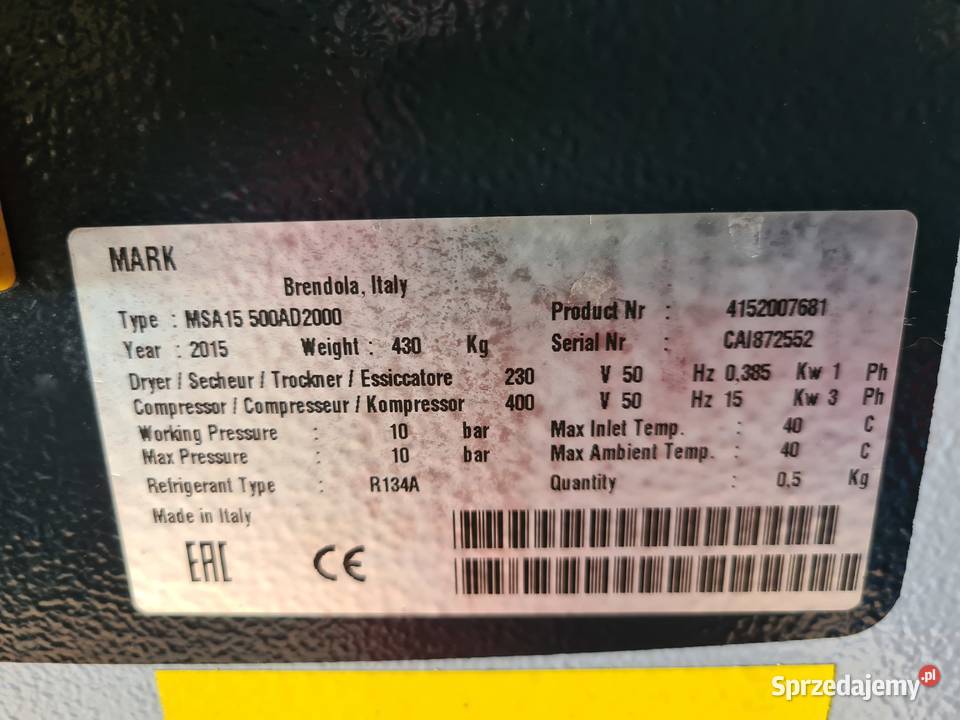 MARK
Brendola, Italy
Type : MSA15 500AD2000
Product Nr : 4152007681
Year : 2015 Weight : 430 Kg
Serial Nr : CAI872552
Dryer / Secheur / Trockner / Essiccatore 230 V 50 Hz 0,385 Kw 1 Ph
Compressor / Compresseur / Kompressor 400 V 50 Hz 15 Kw 3 Ph
Working Pressure : 10 bar
Max Inlet Temp. : 40 C
Max Pressure : 10 bar
Max Ambient Temp. : 40 C
Refrigerant Type : R134A
Quantity : 0,5 Kg
Made in Italy
EAC CE
Sprzedajemy.pl